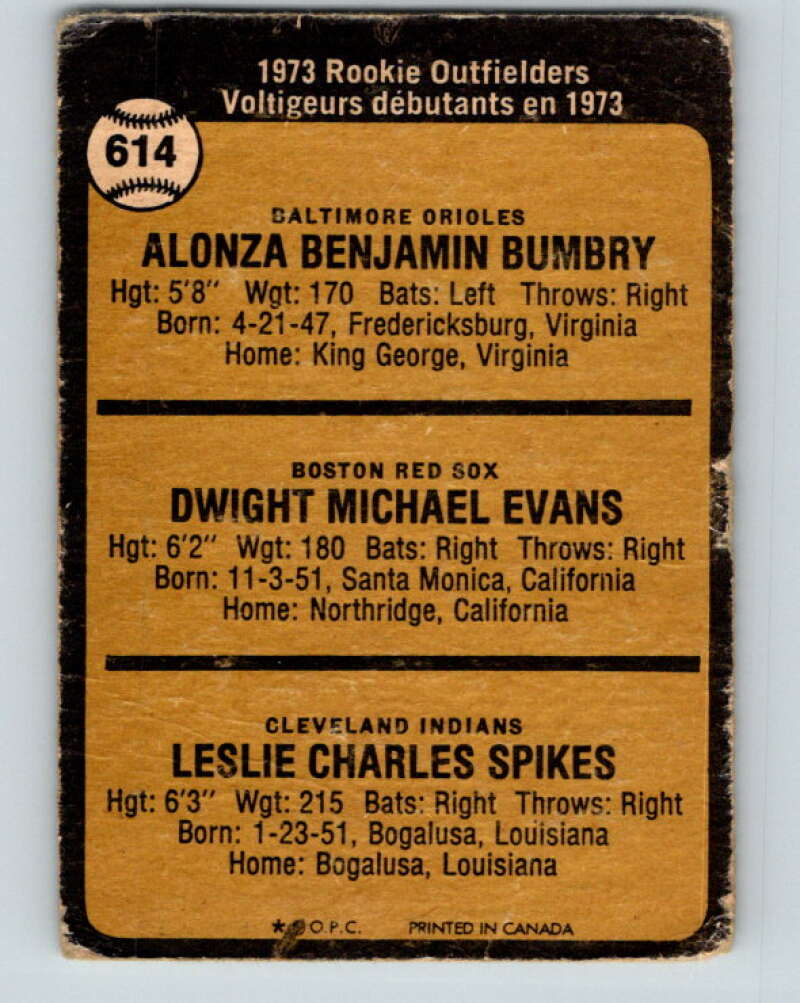 1973 Rookie Outfielders
Voltigeurs débutants en 1973
614
BALTIMORE ORIOLES
ALONZA BENJAMIN BUMBRY
Hgt: 5'8" Wgt: 170 Bats: Left Throws: Right
Born: 4-21-47, Fredericksburg, Virginia
Home: King George, Virginia
BOSTON RED SOX
DWIGHT MICHAEL EVANS
Hgt: 6'2" Wgt: 180 Bats: Right Throws: Right
Born: 11-3-51, Santa Monica, California
Home: Northridge, California
CLEVELAND INDIANS
LESLIE CHARLES SPIKES
Hgt: 6'3" Wgt: 215 Bats: Right Throws: Right
Born: 1-23-51, Bogalusa, Louisiana
Home: Bogalusa, Louisiana
* O.P.C. PRINTED IN CANADA